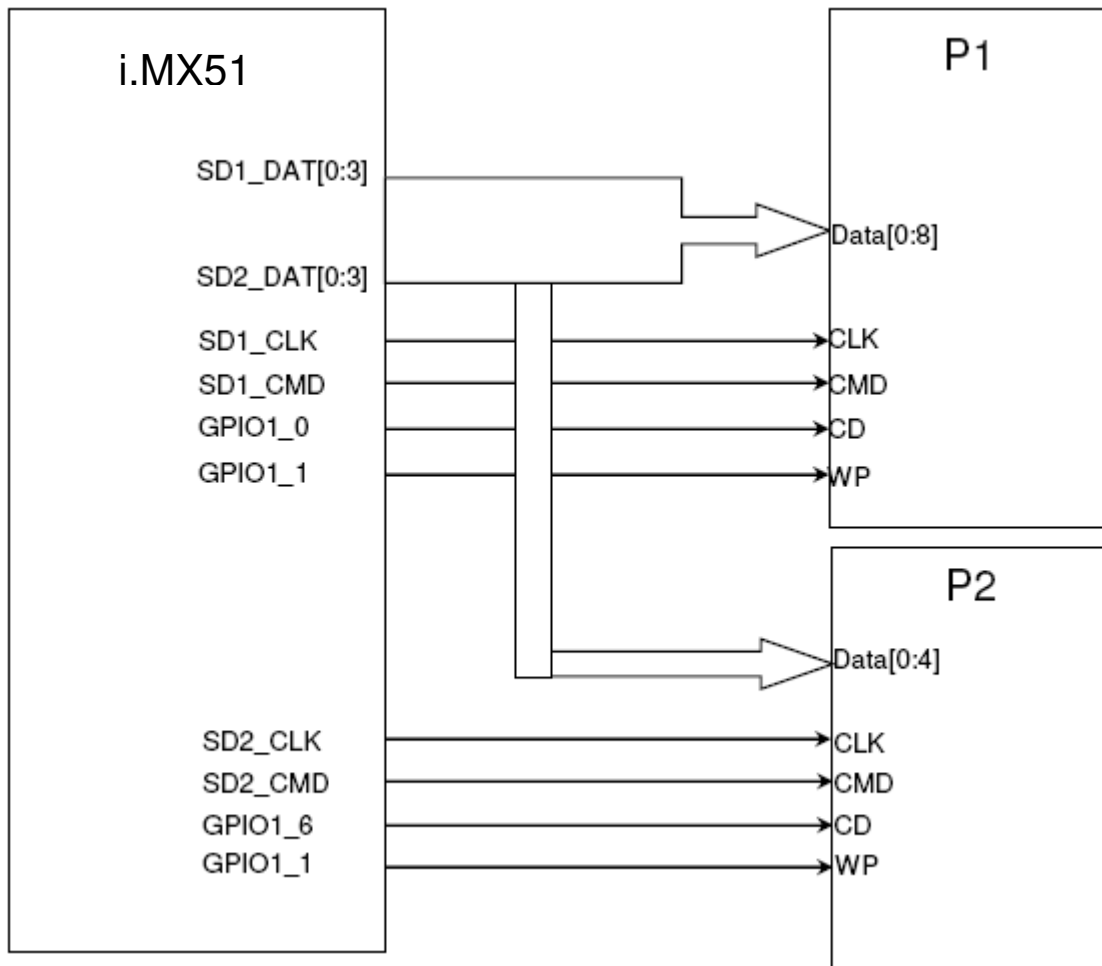 i.MX51
SD1_DAT[0:3]
SD2_DAT[0:3]
SD1_CLK
SD1_CMD
GPIO1_0
GPIO1_1
SD2_CLK
SD2_CMD
GPIO1_6
GPIO1_1
P1
Data[0:8]
CLK
CMD
CD
WP
P2
Data[0:4]
CLK
CMD
CD
WP